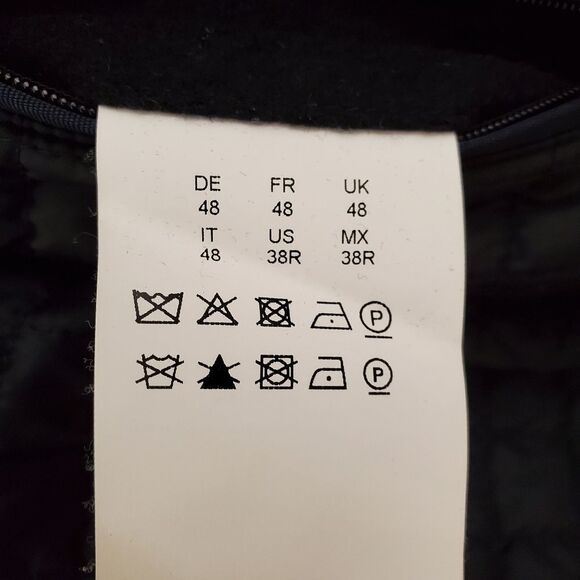 DE FR UK
48 48 48
IT US MX
48 38R 38R
P
P